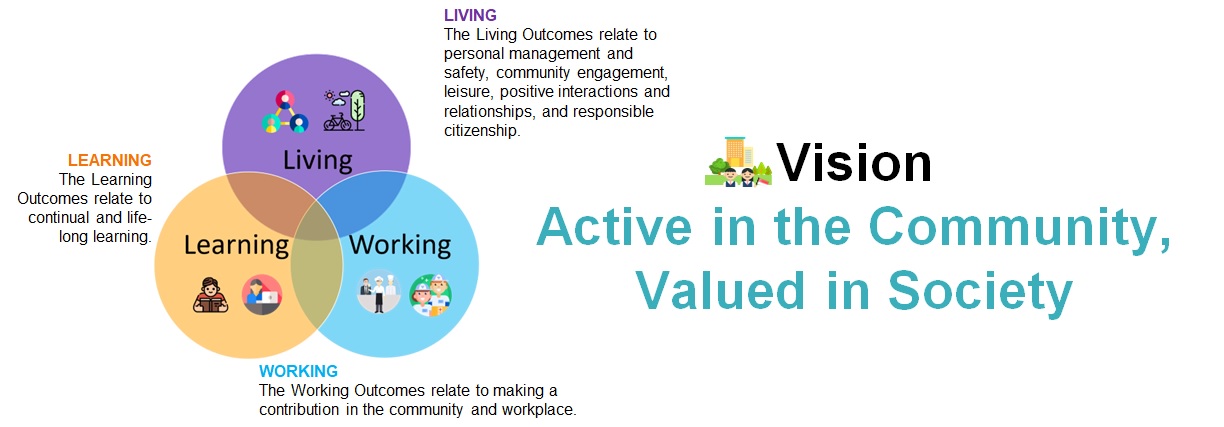 LIVING
The Living Outcomes relate to
personal management and
safety, community engagement,
leisure, positive interactions and
relationships, and responsible
citizenship.
Living
LEARNING
The Learning
Outcomes relate to
continual and life-
long learning.
Learning
Working
WORKING
The Working Outcomes relate to making a
contribution in the community and workplace.
Vision
Active in the Community,
Valued in Society